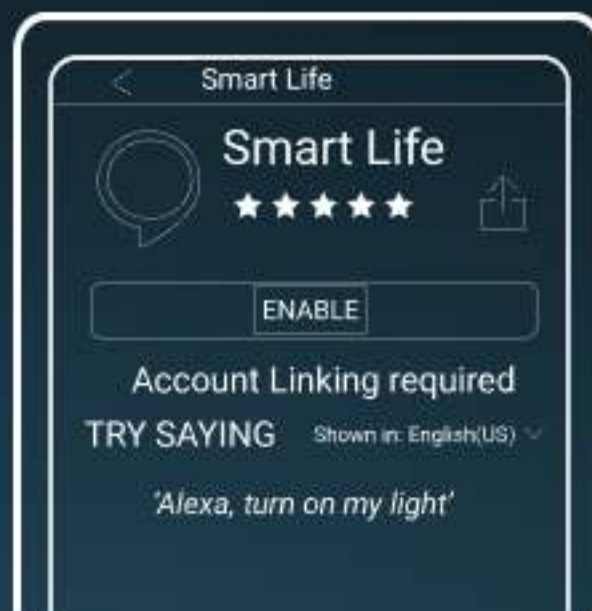 Smart Life
Smart Life
ENABLE
Account Linking required
TRY SAYING Shown in: English(US)
'Alexa, turn on my light'